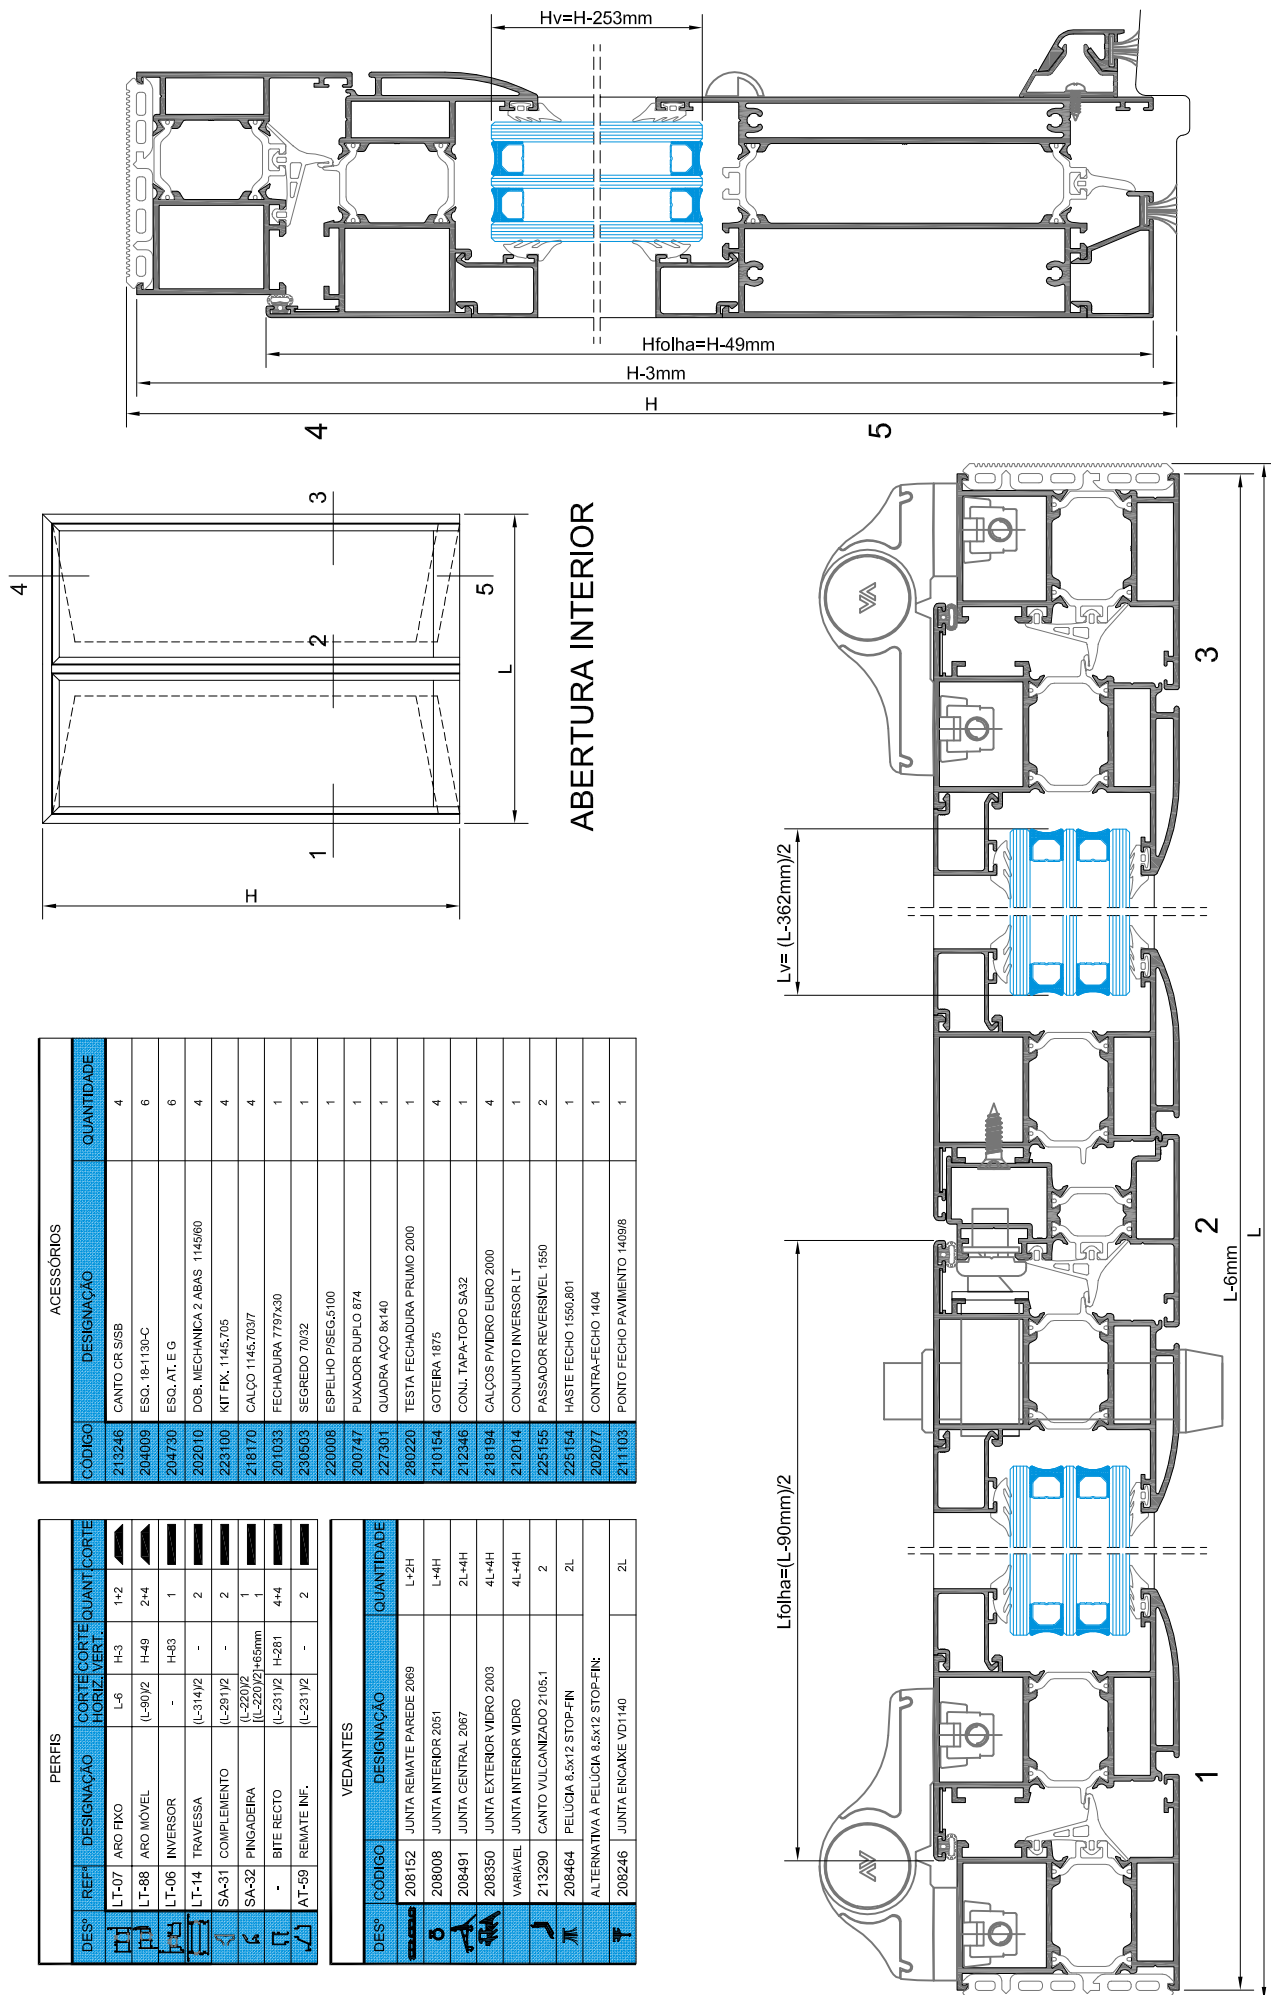 Hv=H-253mm
Hfolha=H-49mm
H-3mm
H
4
5
ABERTURA INTERIOR
4
5
3
2
1
L
H
Lv= (L-362mm)/2
Lfolha=(L-90mm)/2
L-6mm
L
1
2
3
PERFIS
DESº REFª DESIGNAÇÃO CORTE HORIZ. CORTE VERT. QUANT. CORTE
LT-07 ARO FIXO L-6 H-3 1+2
LT-88 ARO MÓVEL (L-90)/2 H-49 2+4
LT-06 INVERSOR - H-83 1
LT-14 TRAVESSA (L-314)/2 - 2
SA-31 COMPLEMENTO (L-291)/2 - 2
SA-32 PINGADEIRA (L-220)/2 1
[(L-220)/2]+65mm 1
- BITE RECTO (L-231)/2 H-281 4+4
AT-59 REMATE INF. (L-231)/2 - 2
VEDANTES
DESº CÓDIGO DESIGNAÇÃO QUANTIDADE
208152 JUNTA REMATE PAREDE 2069 L+2H
208008 JUNTA INTERIOR 2051 L+4H
208491 JUNTA CENTRAL 2067 2L+4H
208350 JUNTA EXTERIOR VIDRO 2003 4L+4H
VARIÁVEL JUNTA INTERIOR VIDRO 4L+4H
213290 CANTO VULCANIZADO 2105.1 2
208464 PELÚCIA 8.5x12 STOP-FIN 2L
ALTERNATIVA À PELÚCIA 8.5x12 STOP-FIN:
208246 JUNTA ENCAIXE VD1140 2L
ACESSÓRIOS
CÓDIGO DESIGNAÇÃO QUANTIDADE
213246 CANTO CR S/SB 4
204009 ESQ. 18-1130-C 6
204730 ESQ. AT. E G 6
202010 DOB. MECHANICA 2 ABAS 1145/60 4
223100 KIT FIX. 1145.705 4
218170 CALÇO 1145.703/7 4
201033 FECHADURA 7797x30 1
230503 SEGREDO 70/32 1
220008 ESPELHO P/SEG.5100 1
200747 PUXADOR DUPLO 874 1
227301 QUADRA AÇO 8x140 1
280220 TESTA FECHADURA PRUMO 2000 1
210154 GOTEIRA 1875 4
212346 CONJ. TAPA-TOPO SA32 1
218194 CALÇOS P/VIDRO EURO 2000 4
212014 CONJUNTO INVERSOR LT 1
225155 PASSADOR REVERSÍVEL 1550 2
225154 HASTE FECHO 1550.801 1
202077 CONTRA-FECHO 1404 1
211103 PONTO FECHO PAVIMENTO 1409/8 1